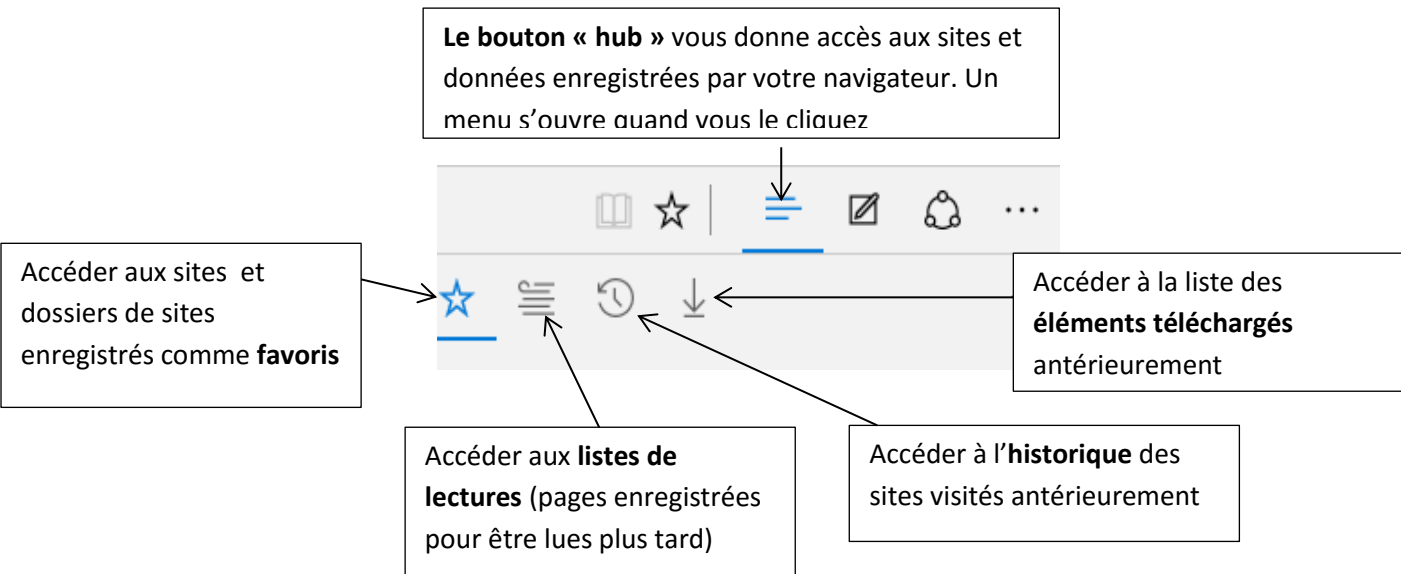 Le bouton « hub » vous donne accès aux sites et
données enregistrées par votre navigateur. Un
menu s’ouvre quand vous le cliquez
Accéder aux sites  et
dossiers de sites
enregistrés comme favoris
Accéder à la liste des
éléments téléchargés
antérieurement
Accéder aux listes de
lectures (pages enregistrées
pour être lues plus tard)
Accéder à l’historique des
sites visités antérieurement